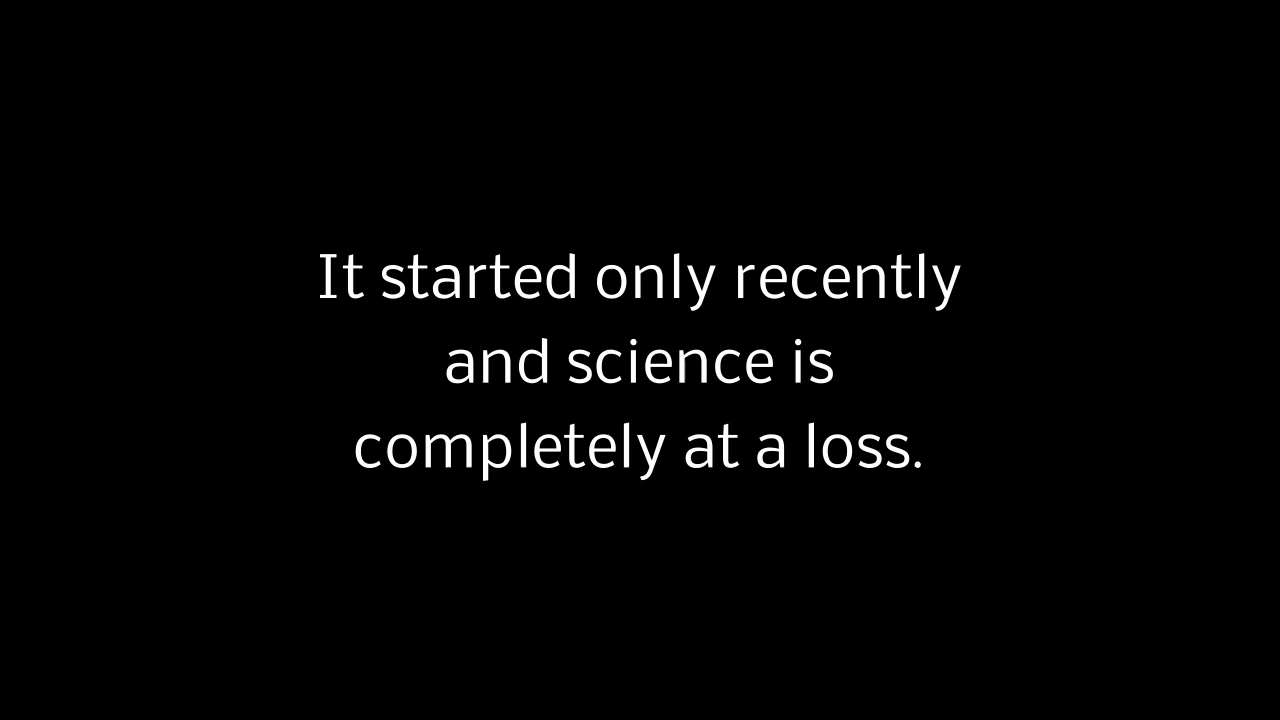 It started only recently
and science is
completely at a loss.